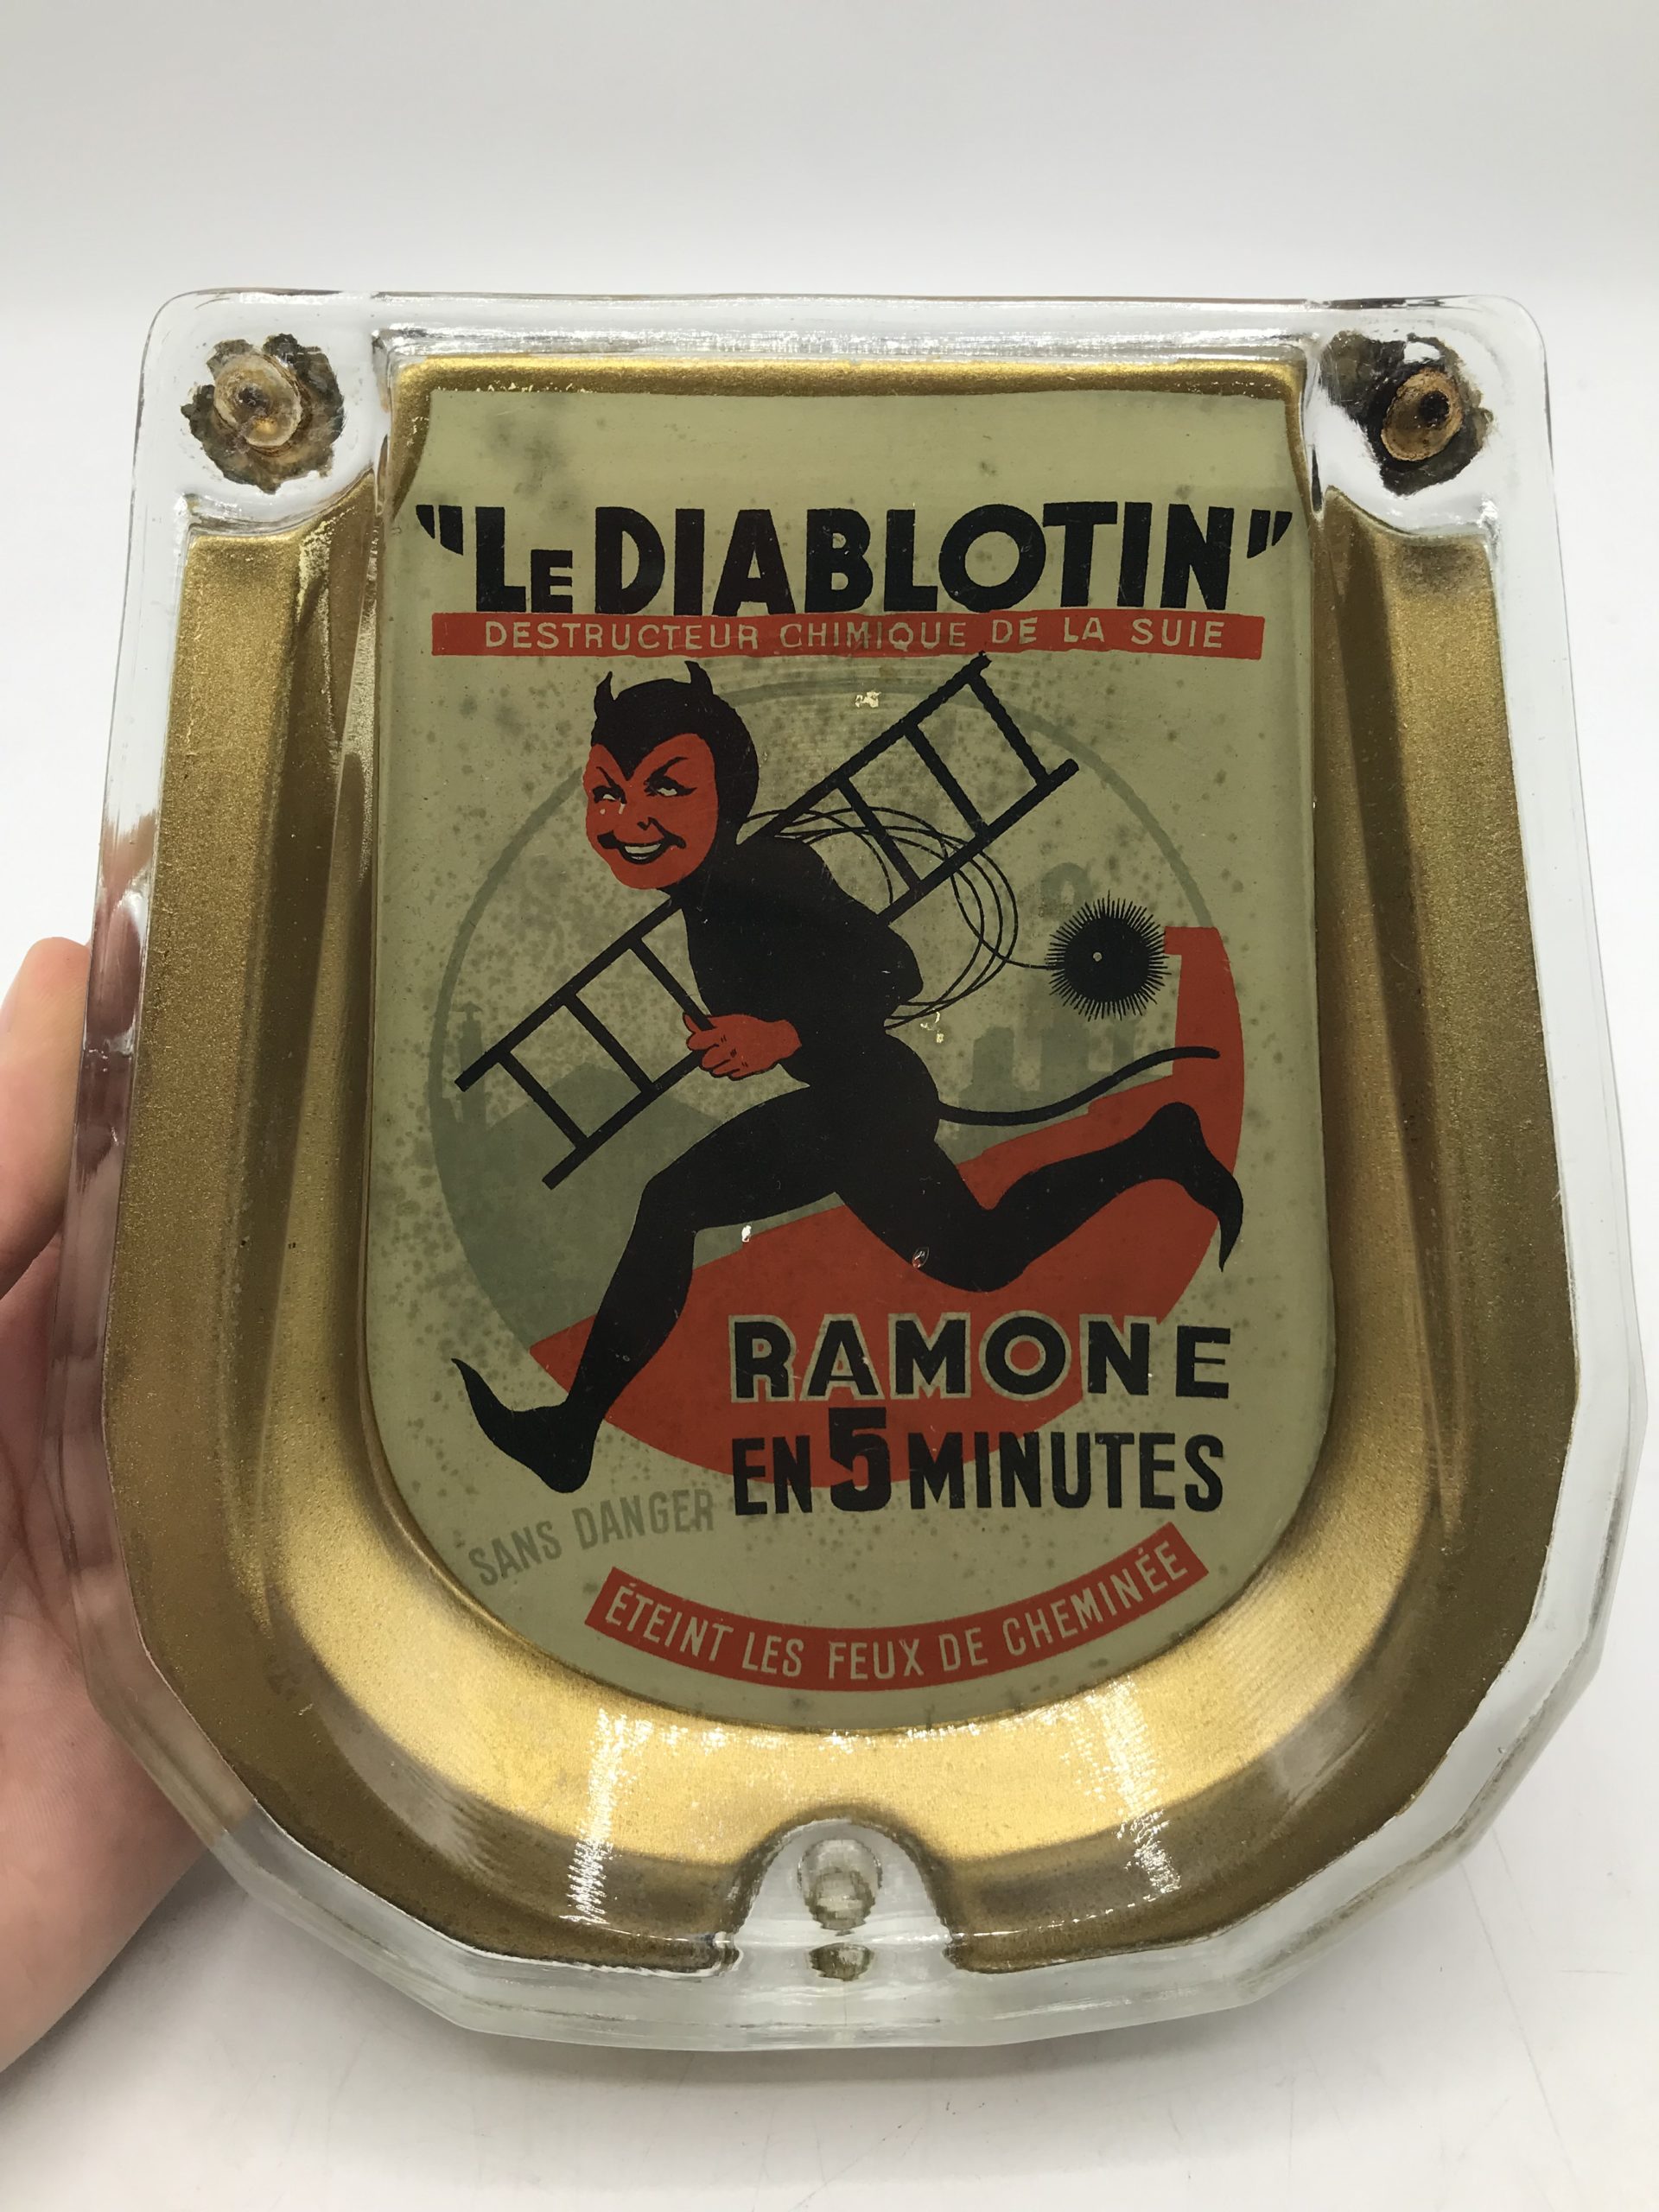 "LE DIABLOTIN"
DESTRUCTEUR CHIMIQUE DE LA SUIE
RAMONE
EN 5 MINUTES
SANS DANGER
ÉTEINT LES FEUX DE CHEMINÉE